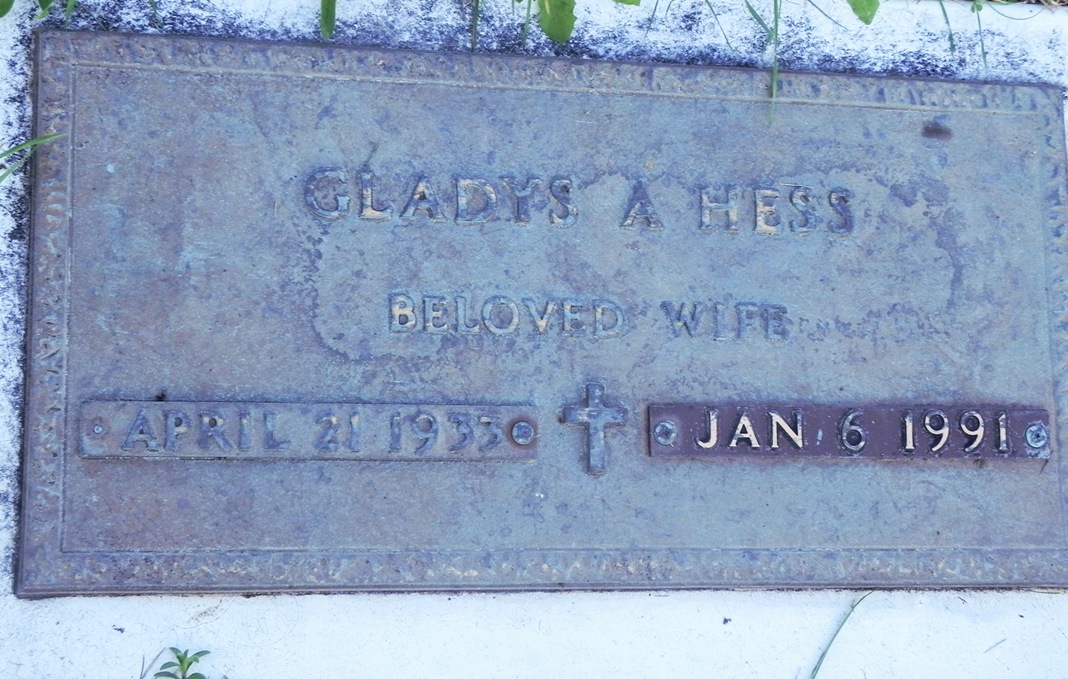 GLADYS A HESS
BELOVED WIFE
APRIL 21 1933 JAN 6 1991